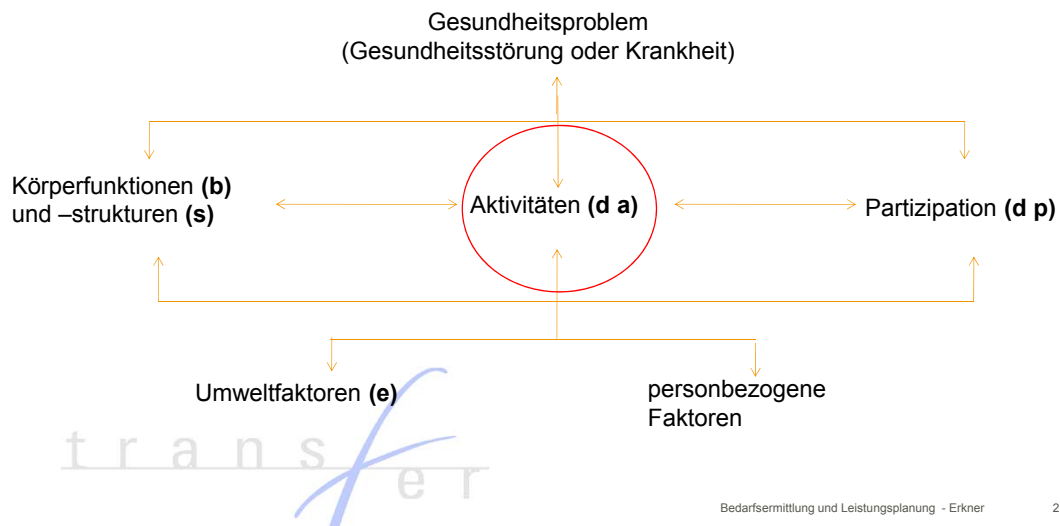 Gesundheitsproblem
(Gesundheitsstörung oder Krankheit)
Körperfunktionen (b)
und –strukturen (s)
Aktivitäten (d a)
Partizipation (d p)
Umweltfaktoren (e)
personbezogene
Faktoren
transfer
Bedarfsermittlung und Leistungsplanung - Erkner 2